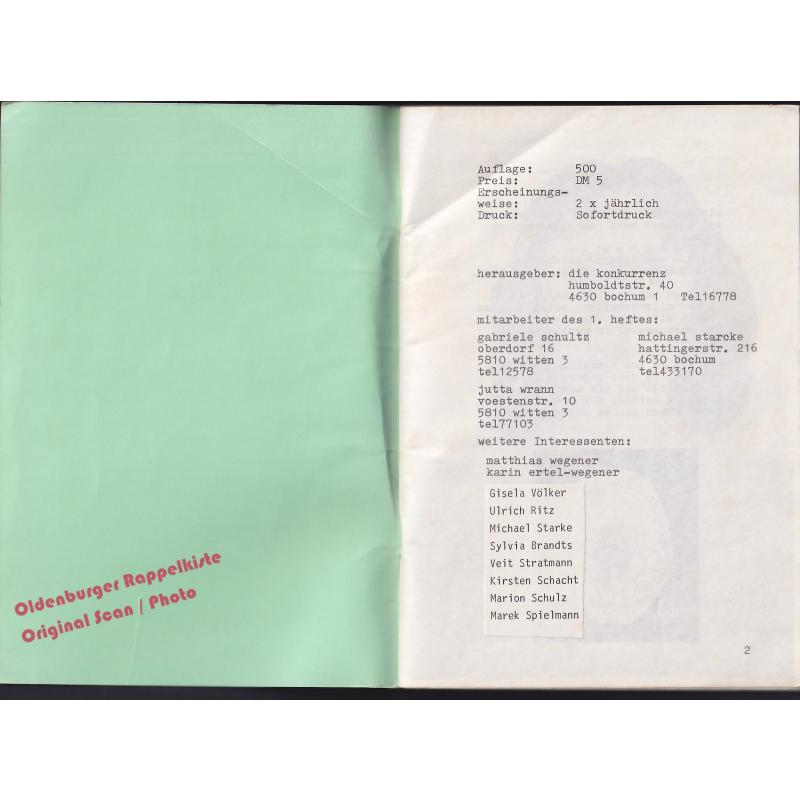 Oldenburger Rappelkiste
Original Scan / Photo
Auflage: 500
Preis: DM 5
Erscheinungs-
weise: 2 x jährlich
Druck: Sofortdruck
herausgeber: die konkurrenz
humboldtstr. 40
4630 bochum 1 Tel16778
mitarbeiter des 1. heftes:
gabriele schultz
oberdorf 16
5810 witten 3
tel12578
michael starcke
hattingerstr. 216
4630 bochum
tel433170
jutta wrann
voestenstr. 10
5810 witten 3
tel77103
weitere Interessenten:
matthias wegener
karin ertel-wegener
Gisela Völker
Ulrich Ritz
Michael Starke
Sylvia Brandts
Veit Stratmann
Kirsten Schacht
Marion Schulz
Marek Spielmann
2